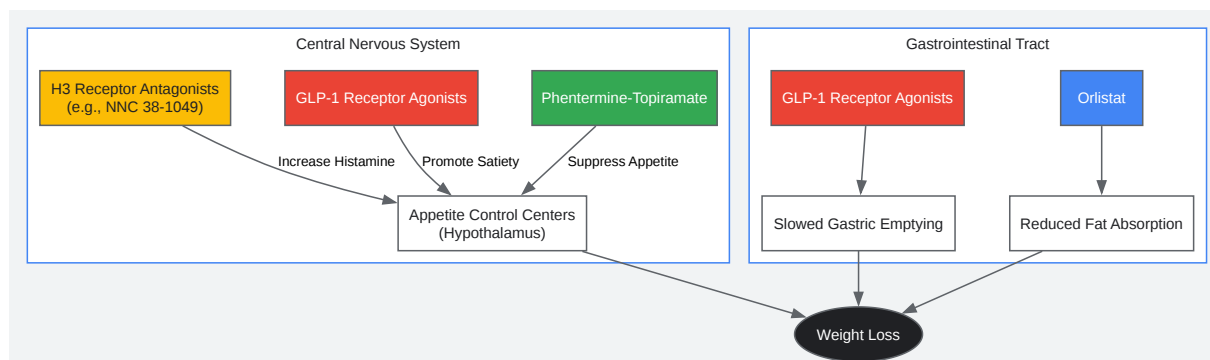 Central Nervous System
Gastrointestinal Tract
H3 Receptor Antagonists
(e.g., NNC 38-1049)
GLP-1 Receptor Agonists
Phentermine-Topiramate
GLP-1 Receptor Agonists
Orlistat
Increase Histamine
Promote Satiety
Suppress Appetite
Appetite Control Centers
(Hypothalamus)
Slowed Gastric Emptying
Reduced Fat Absorption
Weight Loss